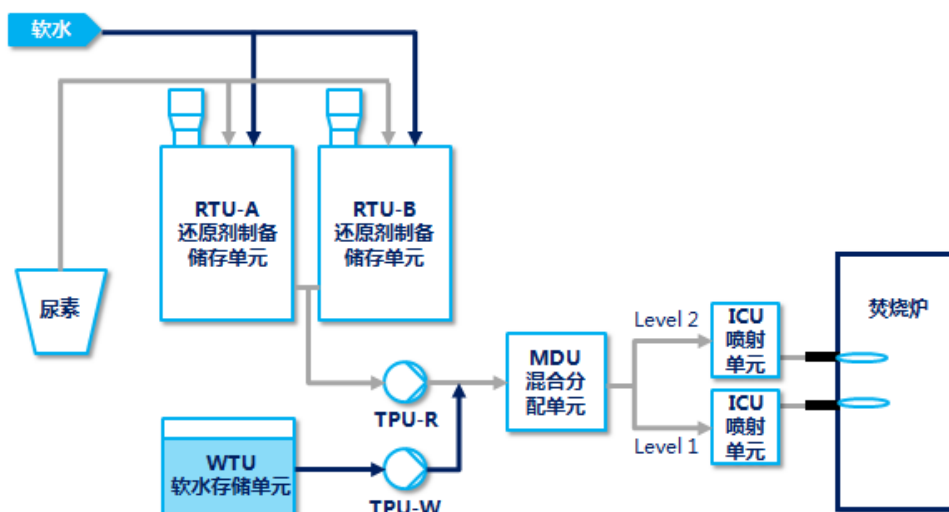 软水
RTU-A
还原剂制备
储存单元
RTU-B
还原剂制备
储存单元
尿素
焚烧炉
Level 2
ICU
喷射
单元
MDU
混合分
配单元
TPU-R
Level 1
ICU
喷射
单元
WTU
软水存储单元
TPU-W